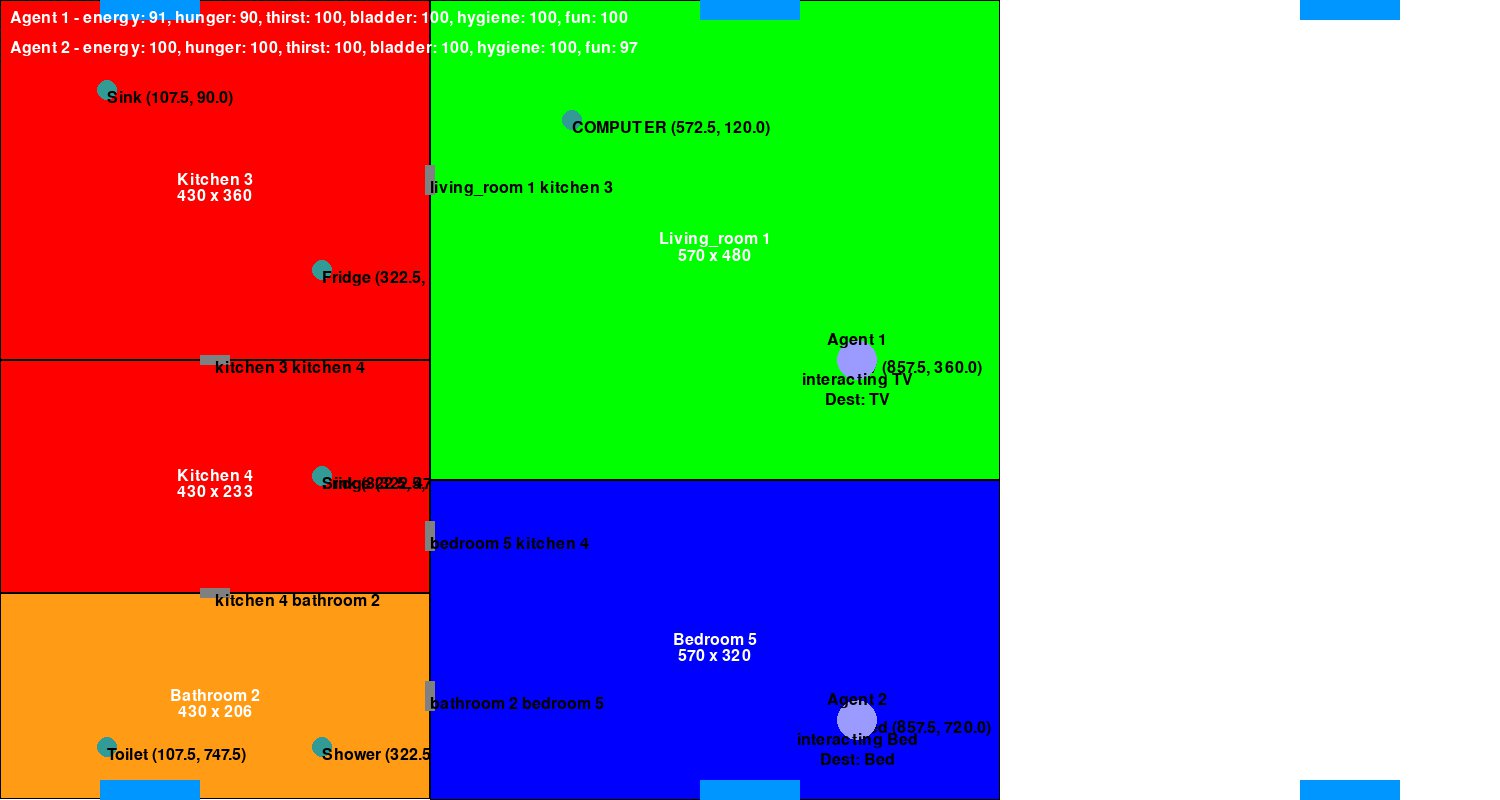 Agent 1 - energy: 91, hunger: 90, thirst: 100, bladder: 100, hygiene: 100, fun: 100
Agent 2 - energy: 100, hunger: 100, thirst: 100, bladder: 100, hygiene: 100, fun: 97
Sink (107.5, 90.0)
COMPUTER (572.5, 120.0)
Kitchen 3
430 x 360
living_room 1 kitchen 3
Living_room 1
570 x 480
Fridge (322.5,
Agent 1
(857.5, 360.0)
interacting TV
Dest: TV
kitchen 3 kitchen 4
Kitchen 4
430 x 233
bedroom 5 kitchen 4
kitchen 4 bathroom 2
Bedroom 5
570 x 320
Bathroom 2
430 x 206
bathroom 2 bedroom 5
Agent 2
(857.5, 720.0)
interacting Bed
Dest: Bed
Toilet (107.5, 747.5)
Shower (322.5